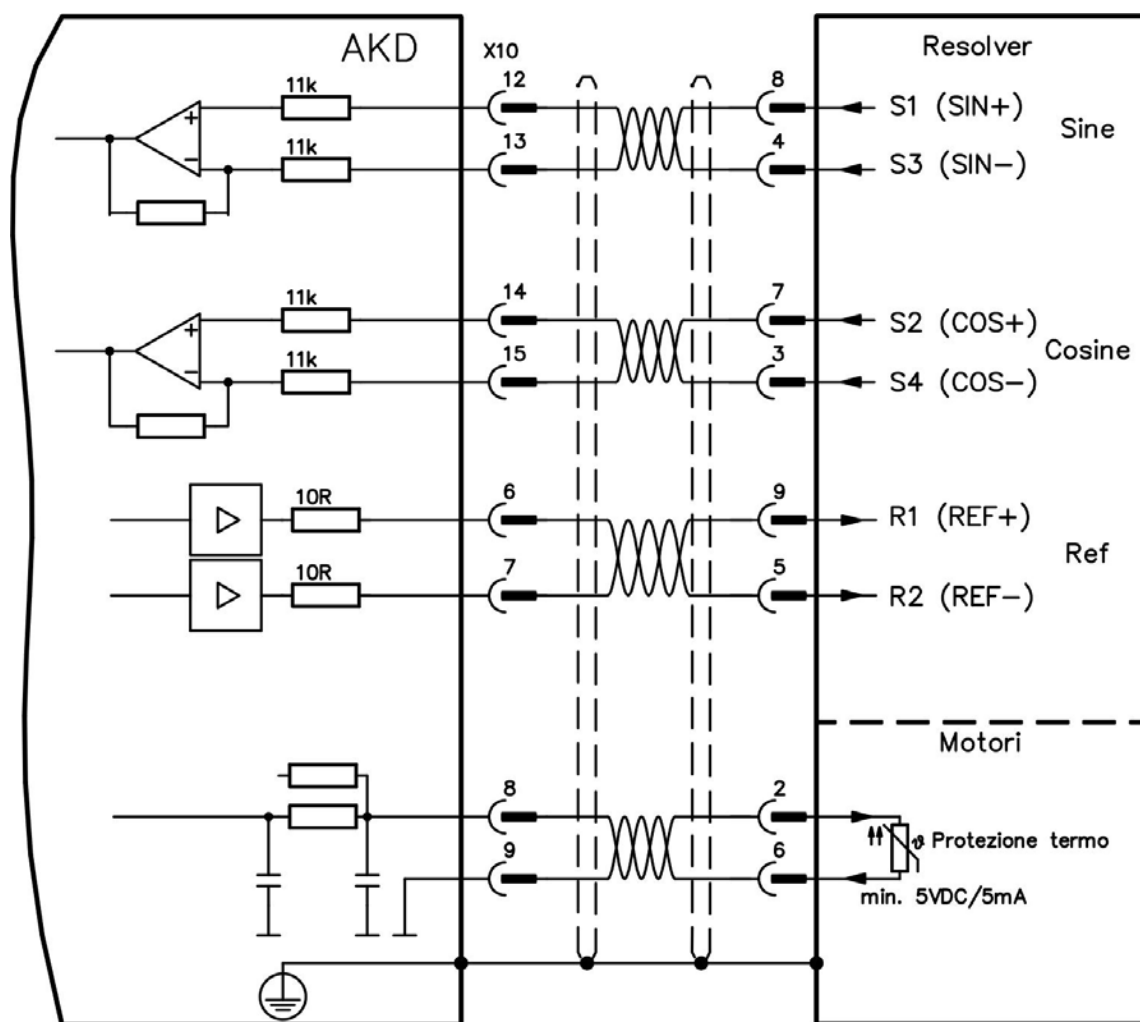 AKD X10 Resolver
11k 12 8 S1 (SIN+)
Sine
11k 13 4 S3 (SIN−)
11k 14 7 S2 (COS+)
Cosine
11k 15 3 S4 (COS−)
10R 6 9 R1 (REF+)
Ref
10R 7 5 R2 (REF−)
Motori
8 2
ϑ Protezione termo
9 6
min. 5VDC/5mA